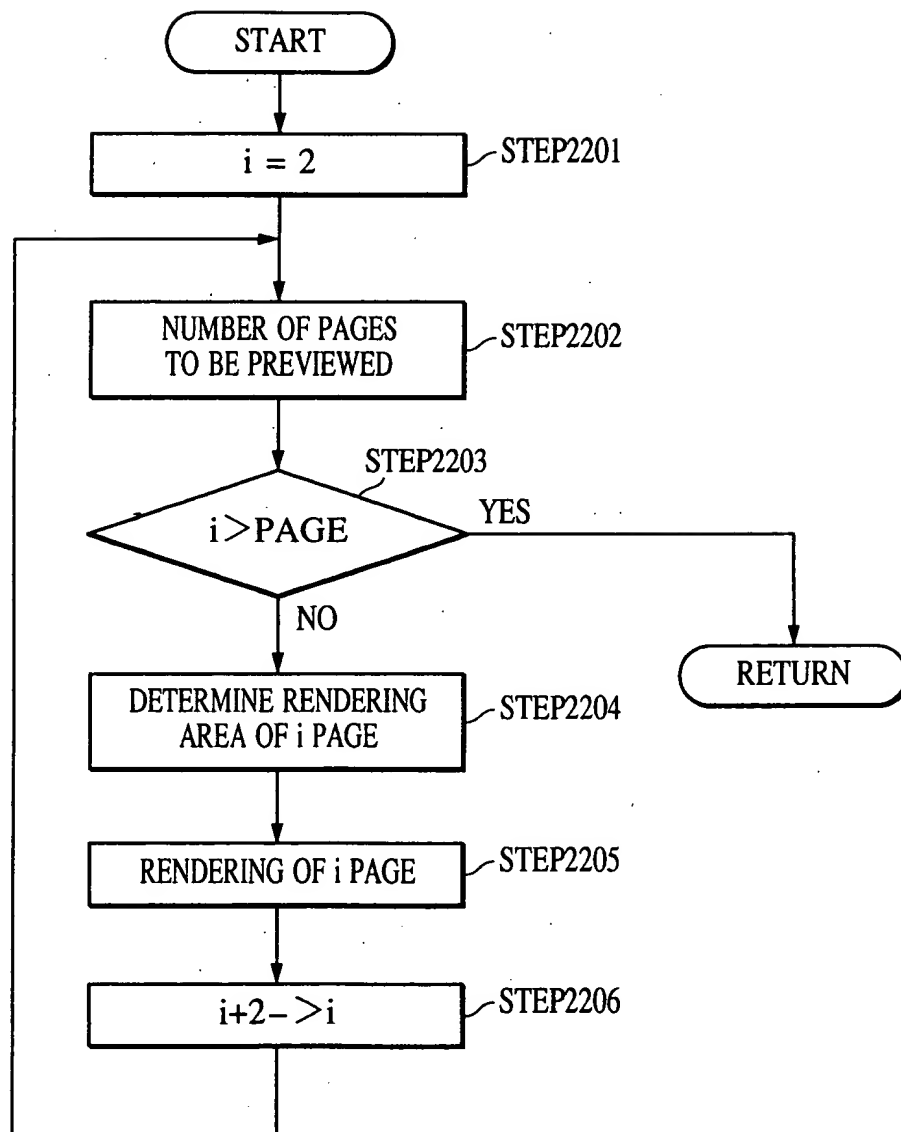 START
i = 2
STEP2201
NUMBER OF PAGES
TO BE PREVIEWED
STEP2202
STEP2203
i>PAGE
YES
NO
RETURN
DETERMINE RENDERING
AREA OF i PAGE
STEP2204
RENDERING OF i PAGE
STEP2205
i+2->i
STEP2206